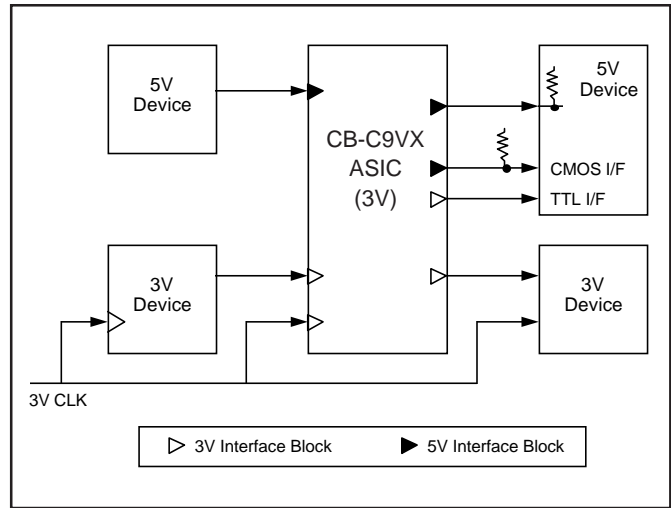 5V
Device
CB-C9VX
ASIC
(3V)
5V
Device
CMOS I/F
TTL I/F
3V
Device
3V
Device
3V CLK
3V Interface Block
5V Interface Block